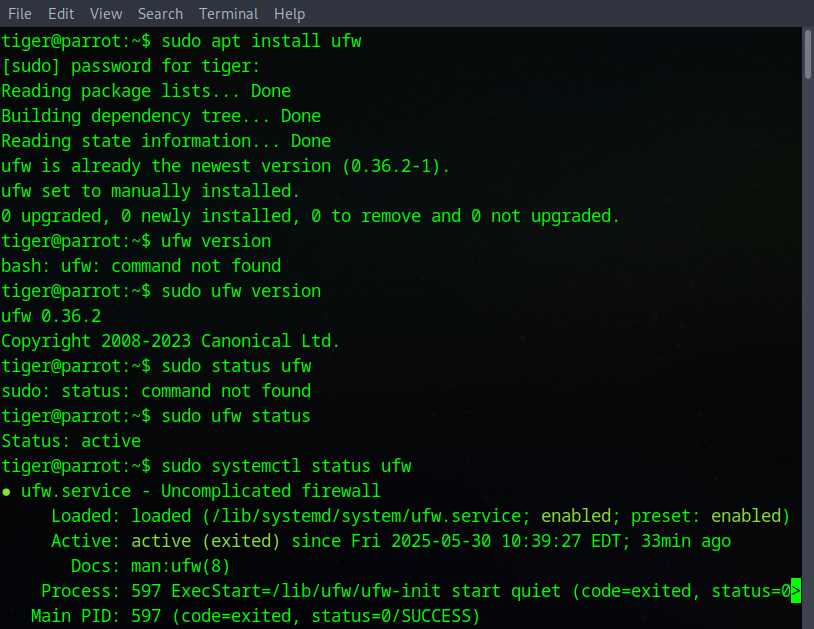 File Edit View Search Terminal Help
tiger@parrot:~$ sudo apt install ufw
[sudo] password for tiger:
Reading package lists... Done
Building dependency tree... Done
Reading state information... Done
ufw is already the newest version (0.36.2-1).
ufw set to manually installed.
0 upgraded, 0 newly installed, 0 to remove and 0 not upgraded.
tiger@parrot:~$ ufw version
bash: ufw: command not found
tiger@parrot:~$ sudo ufw version
ufw 0.36.2
Copyright 2008-2023 Canonical Ltd.
tiger@parrot:~$ sudo status ufw
sudo: status: command not found
tiger@parrot:~$ sudo ufw status
Status: active
tiger@parrot:~$ sudo systemctl status ufw
● ufw.service - Uncomplicated firewall
     Loaded: loaded (/lib/systemd/system/ufw.service; enabled; preset: enabled)
     Active: active (exited) since Fri 2025-05-30 10:39:27 EDT; 33min ago
       Docs: man:ufw(8)
    Process: 597 ExecStart=/lib/ufw/ufw-init start quiet (code=exited, status=0>
   Main PID: 597 (code=exited, status=0/SUCCESS)